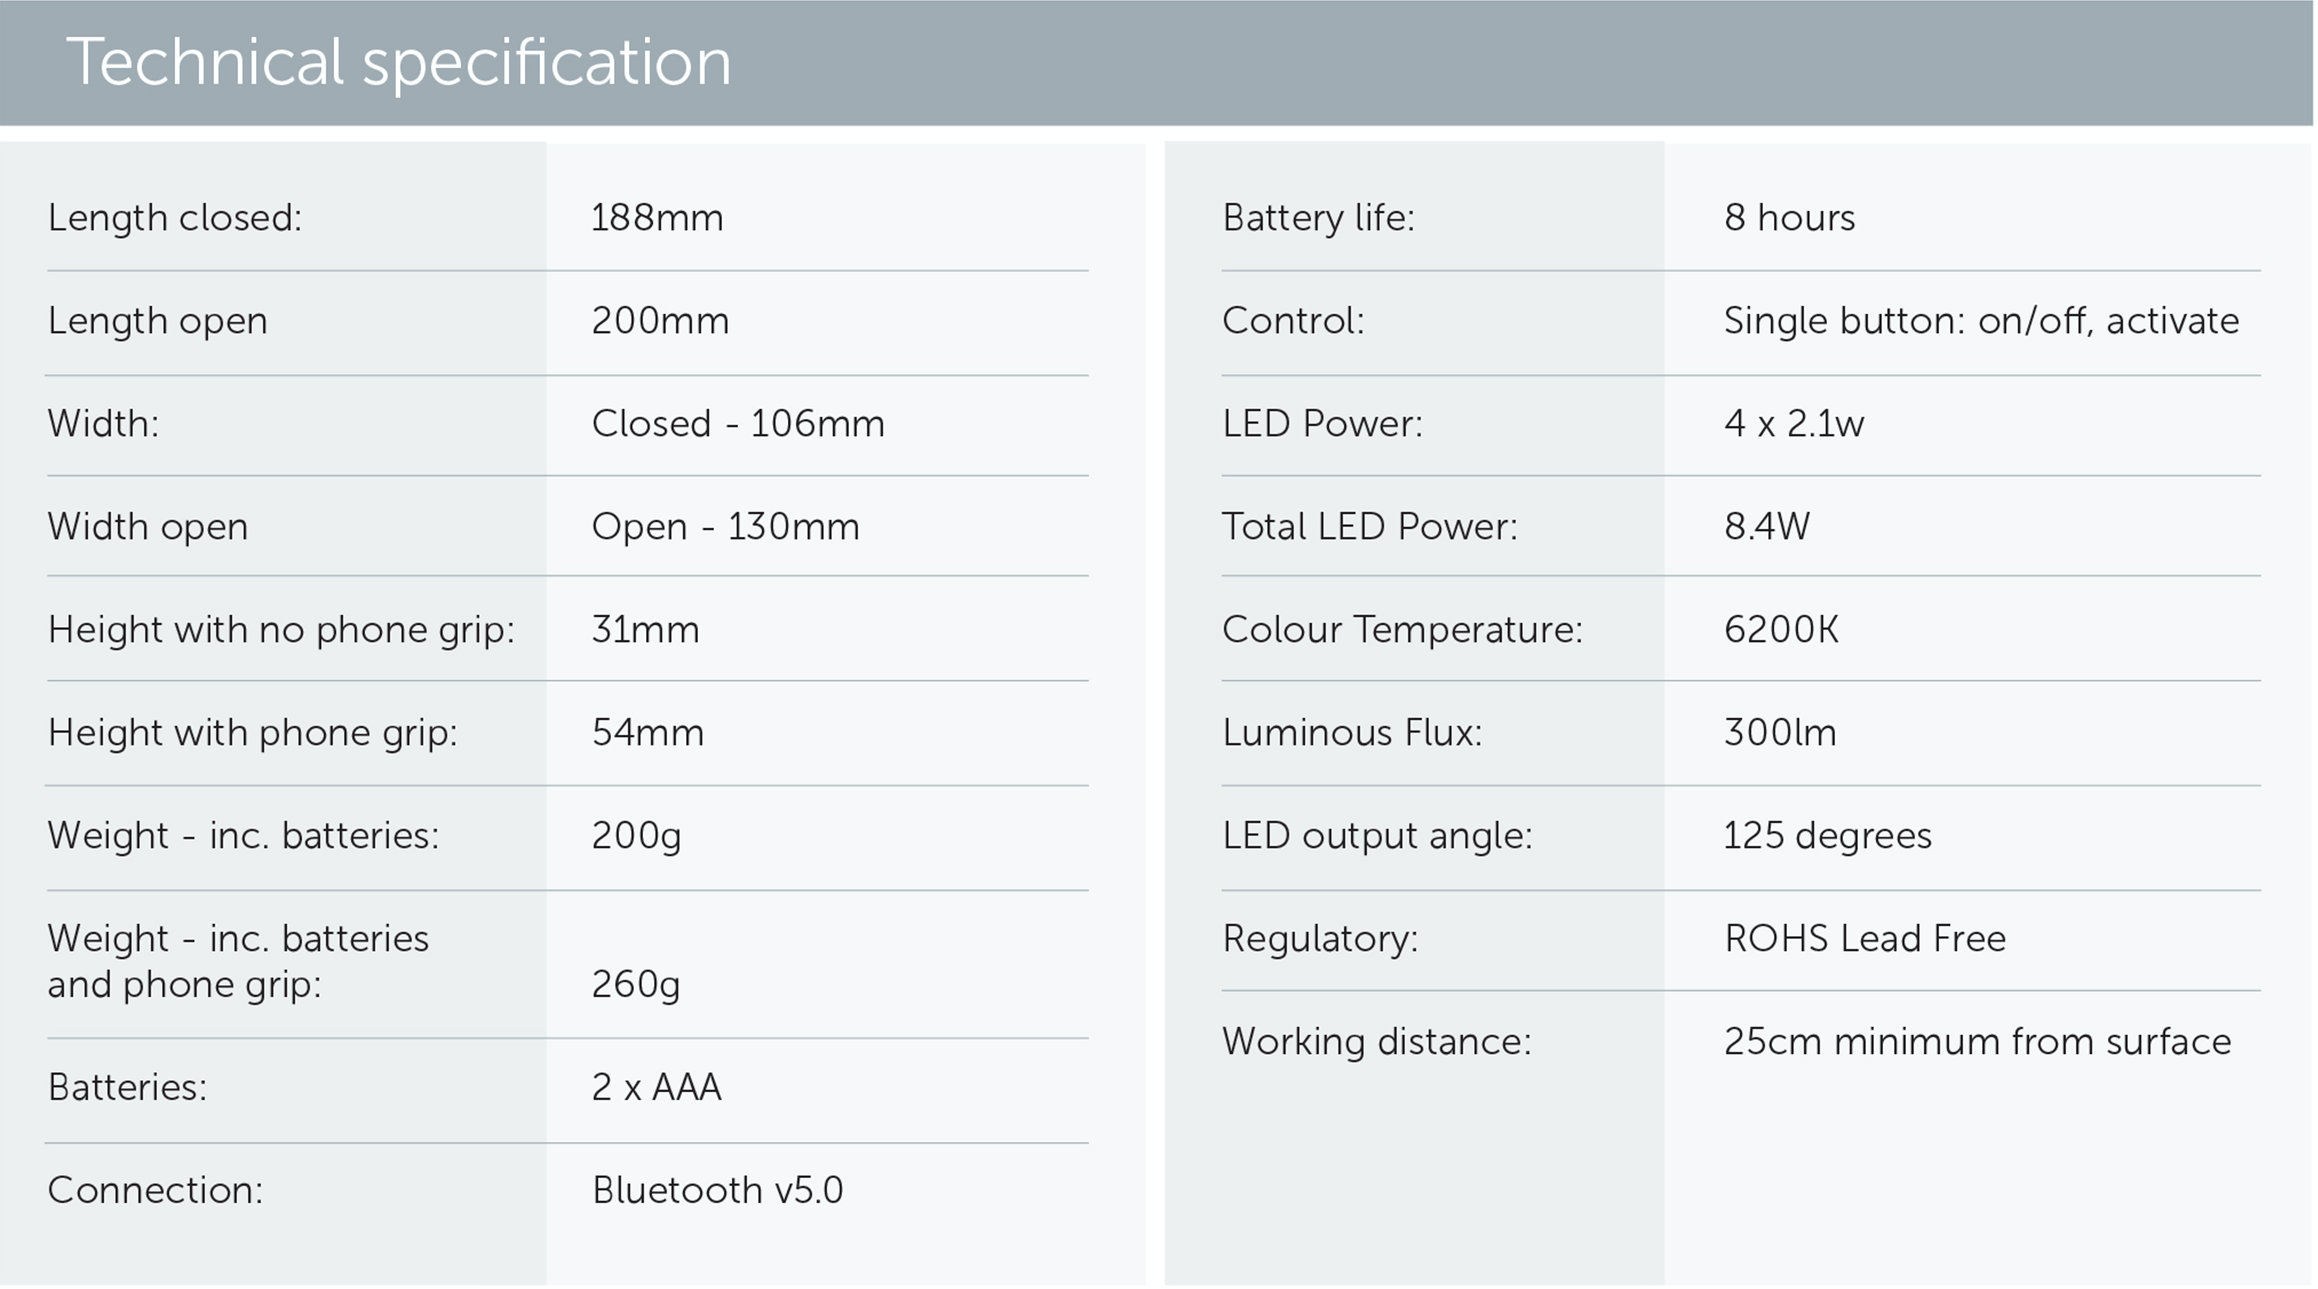 Technical specification
Length closed: 188mm
Length open 200mm
Width: Closed - 106mm
Width open Open - 130mm
Height with no phone grip: 31mm
Height with phone grip: 54mm
Weight - inc. batteries: 200g
Weight - inc. batteries
and phone grip: 260g
Batteries: 2 x AAA
Connection: Bluetooth v5.0
Battery life: 8 hours
Control: Single button: on/off, activate
LED Power: 4 x 2.1w
Total LED Power: 8.4W
Colour Temperature: 6200K
Luminous Flux: 300lm
LED output angle: 125 degrees
Regulatory: ROHS Lead Free
Working distance: 25cm minimum from surface